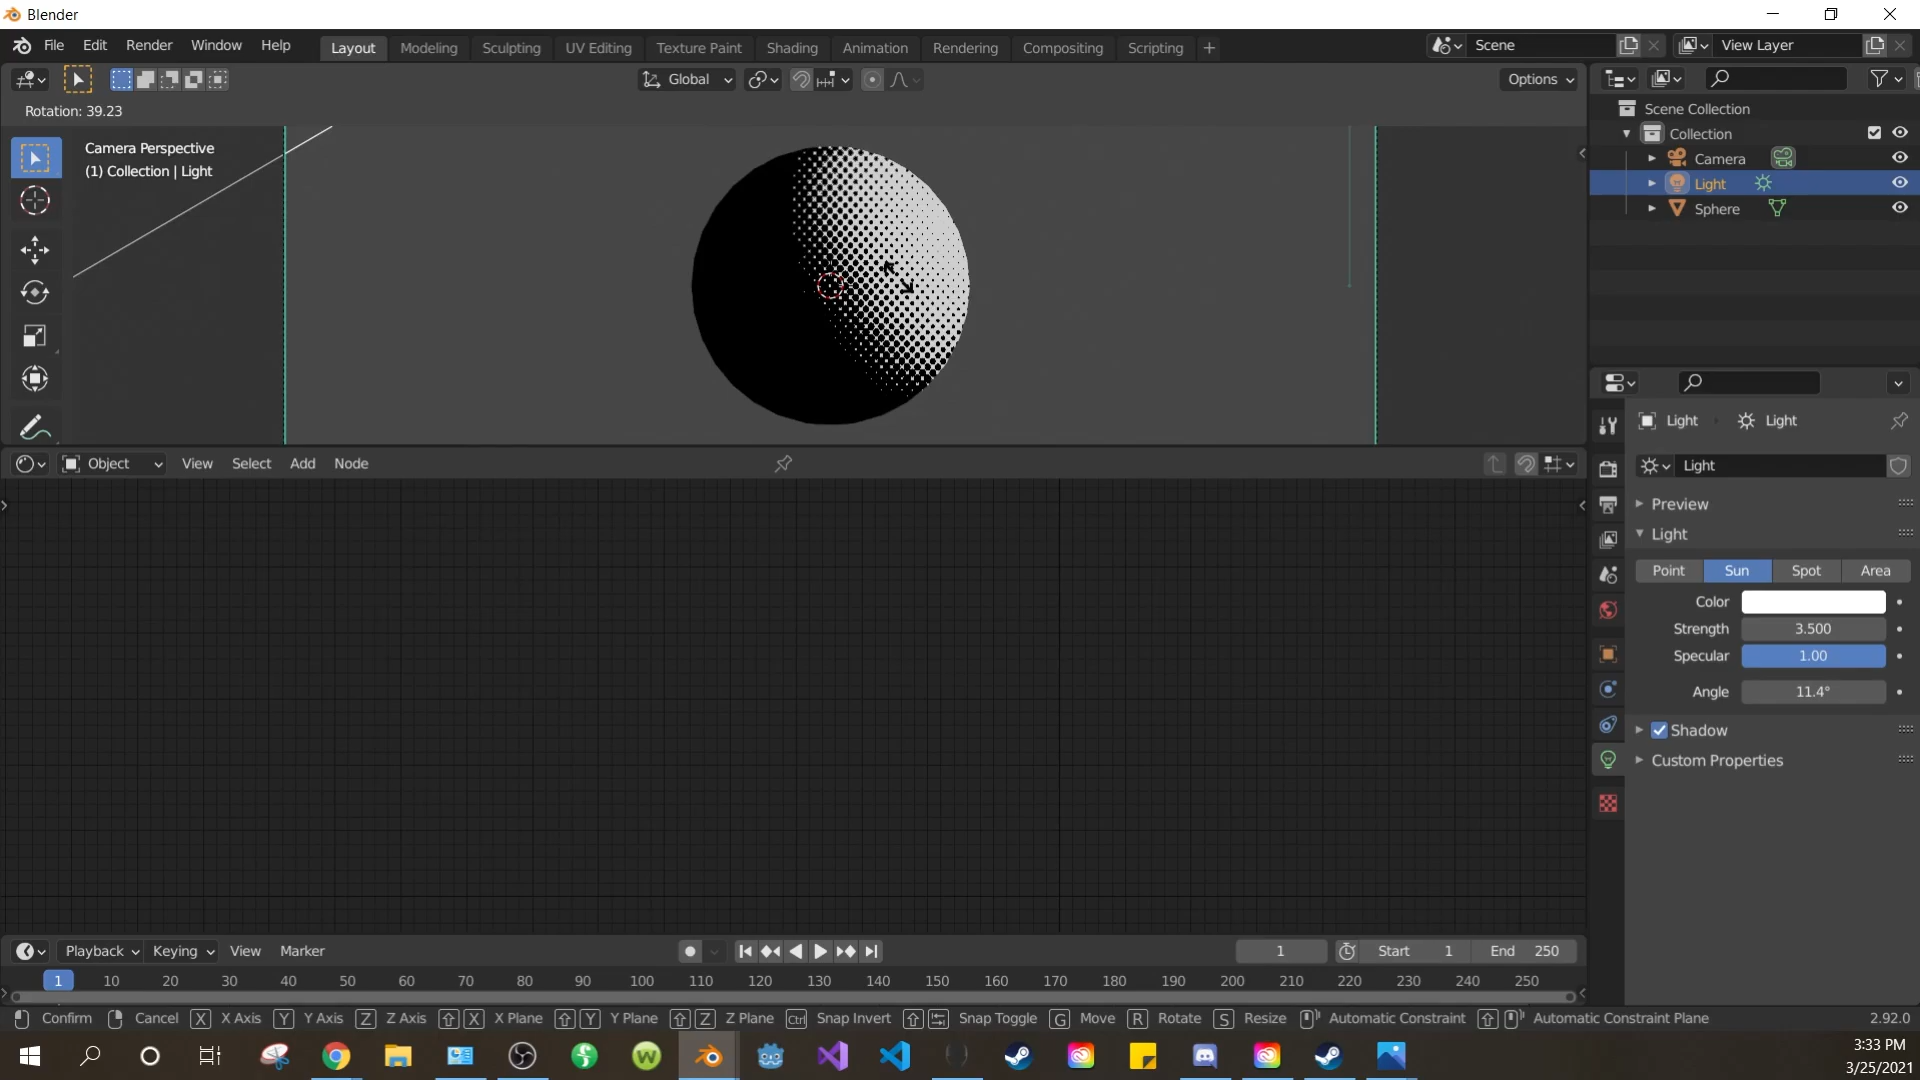 Blender
File Edit Render Window Help
Layout Modeling Sculpting UV Editing Texture Paint Shading Animation Rendering Compositing Scripting +
Scene
View Layer
Global
Options
Rotation: 39.23
Camera Perspective
(1) Collection | Light
Scene Collection
Collection
Camera
Light
Sphere
Object View Select Add Node
Light Light
Light
Preview
Light
Point Sun Spot Area
Color
Strength 3.500
Specular 1.00
Angle 11.4°
Shadow
Custom Properties
Playback Keying View Marker
1
Start 1
End 250
1 10 20 30 40 50 60 70 80 90 100 110 120 130 140 150 160 170 180 190 200 210 220 230 240 250
Confirm Cancel X X Axis Y Y Axis Z Z Axis X X Plane Y Y Plane Z Z Plane Ctrl Snap Invert Snap Toggle G Move R Rotate S Resize Automatic Constraint Automatic Constraint Plane 2.92.0
3:33 PM
3/25/2021